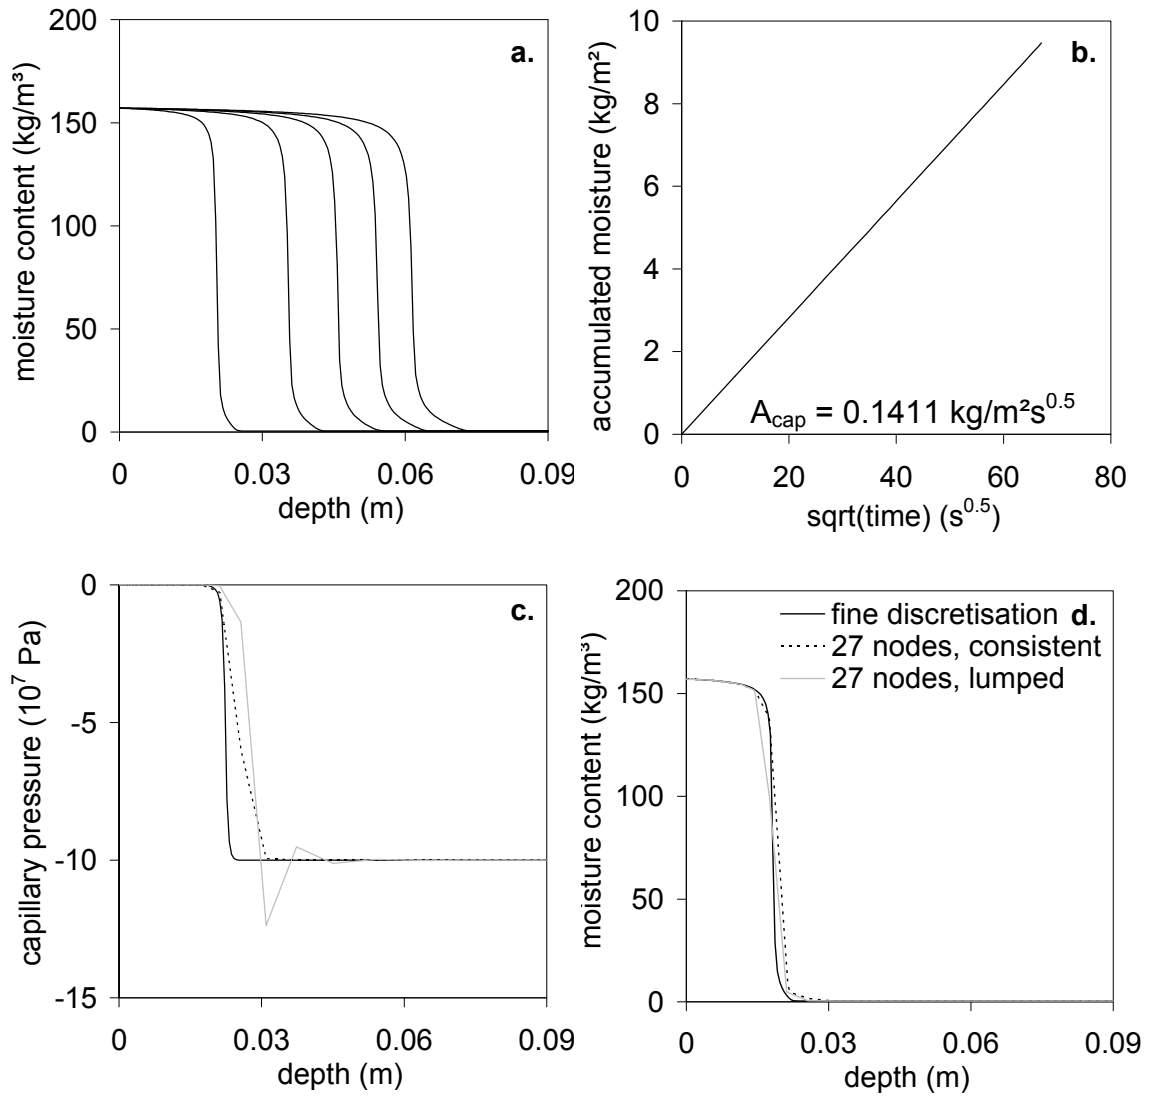 a.
moisture content (kg/m³)
200
150
100
50
0
0 0.03 0.06 0.09
depth (m)
b.
accumulated moisture (kg/m²)
10
8
6
4
2
0
A_cap = 0.1411 kg/m²s^0.5
0 20 40 60 80
sqrt(time) (s^0.5)
c.
capillary pressure (10^7 Pa)
0
-5
-10
-15
0 0.03 0.06 0.09
depth (m)
d.
moisture content (kg/m³)
200
150
100
50
0
fine discretisation
27 nodes, consistent
27 nodes, lumped
0 0.03 0.06 0.09
depth (m)